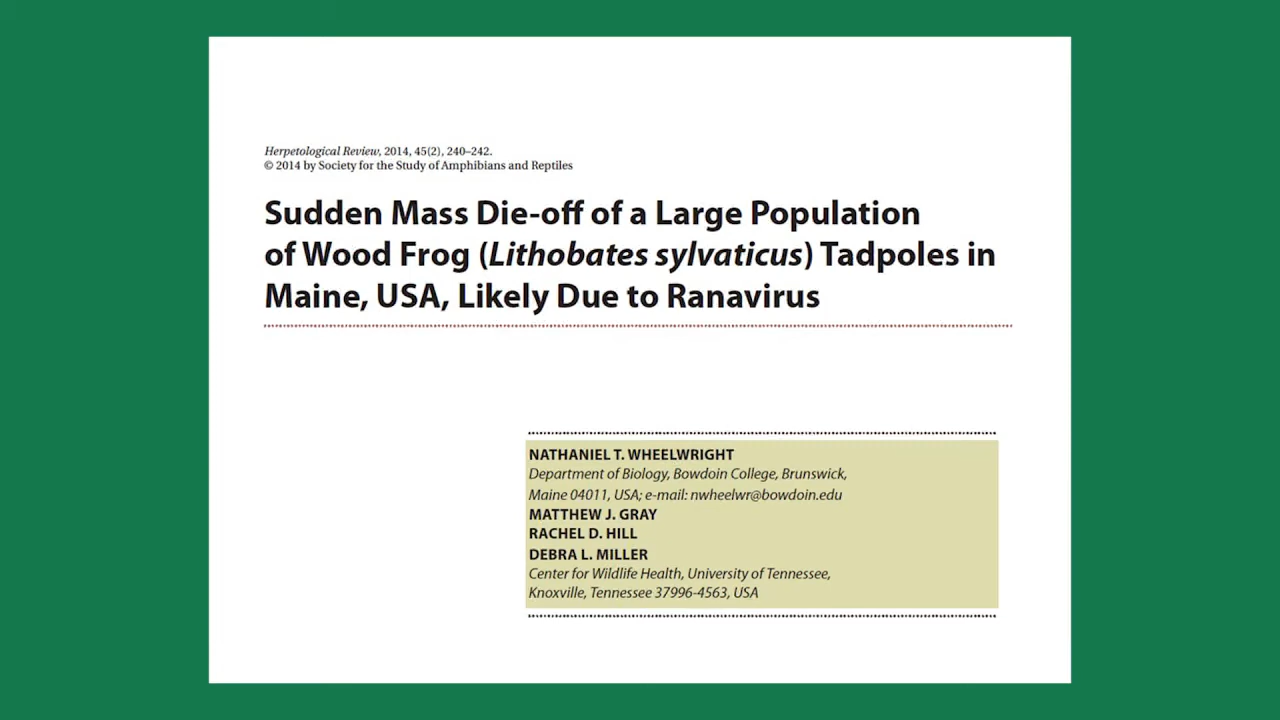 Herpetological Review, 2014, 45(2), 240–242.
© 2014 by Society for the Study of Amphibians and Reptiles
Sudden Mass Die-off of a Large Population
of Wood Frog (Lithobates sylvaticus) Tadpoles in
Maine, USA, Likely Due to Ranavirus
NATHANIEL T. WHEELWRIGHT
Department of Biology, Bowdoin College, Brunswick,
Maine 04011, USA; e-mail: nwheelwr@bowdoin.edu
MATTHEW J. GRAY
RACHEL D. HILL
DEBRA L. MILLER
Center for Wildlife Health, University of Tennessee,
Knoxville, Tennessee 37996-4563, USA